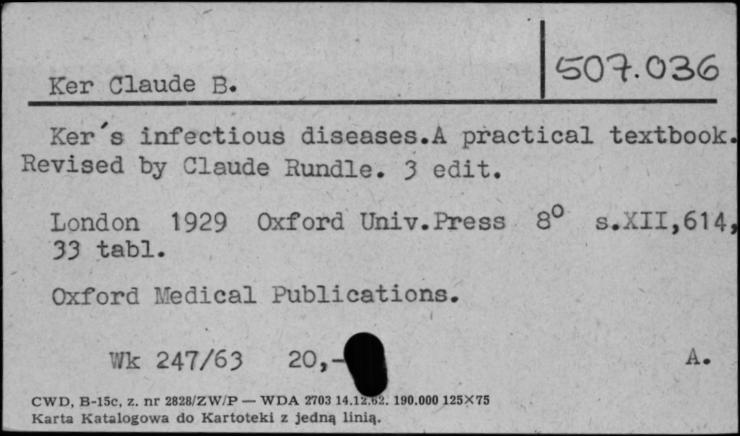 Ker Claude B.
507.036
Ker's infectious diseases.A practical textbook.
Revised by Claude Rundle. 3 edit.
London 1929 Oxford Univ.Press 8° s.XII,614,
33 tabl.
Oxford Medical Publications.
Wk 247/63 20,-
A.
CWD, B-15c, z. nr 2828/ZW/P — WDA 2703 14.12.62. 190.000 125×75
Karta Katalogowa do Kartoteki z jedną linią.